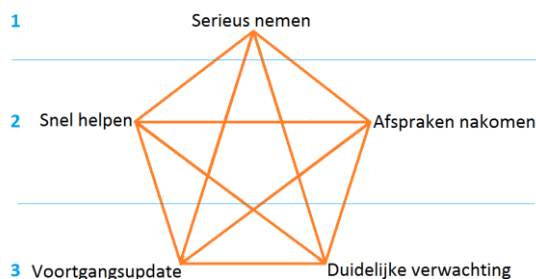 1 Serieus nemen
2 Snel helpen Afspraken nakomen
3 Voortgangsupdate Duidelijke verwachting